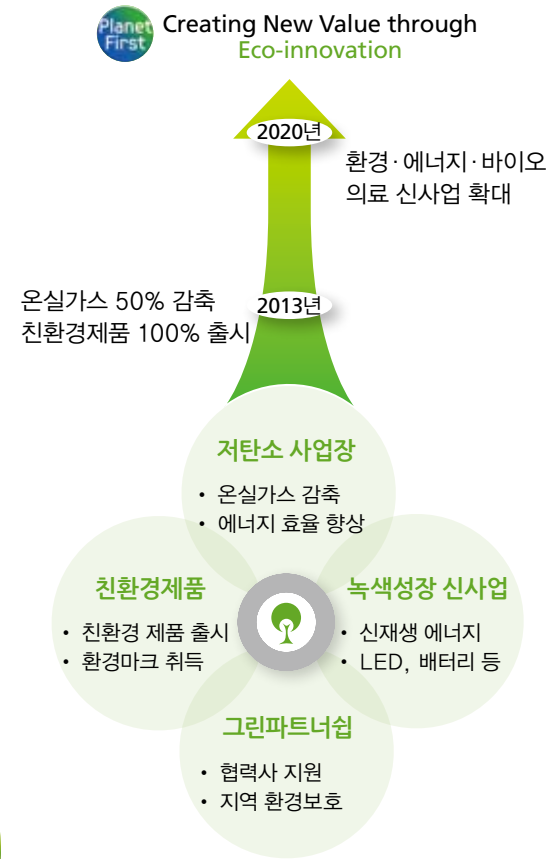 Planet
First
Creating New Value through
Eco-innovation
2020년
환경·에너지·바이오
의료 신사업 확대
온실가스 50% 감축
친환경제품 100% 출시
2013년
저탄소 사업장
• 온실가스 감축
• 에너지 효율 향상
친환경제품
• 친환경 제품 출시
• 환경마크 취득
녹색성장 신사업
• 신재생 에너지
• LED, 배터리 등
그린파트너쉽
• 협력사 지원
• 지역 환경보호